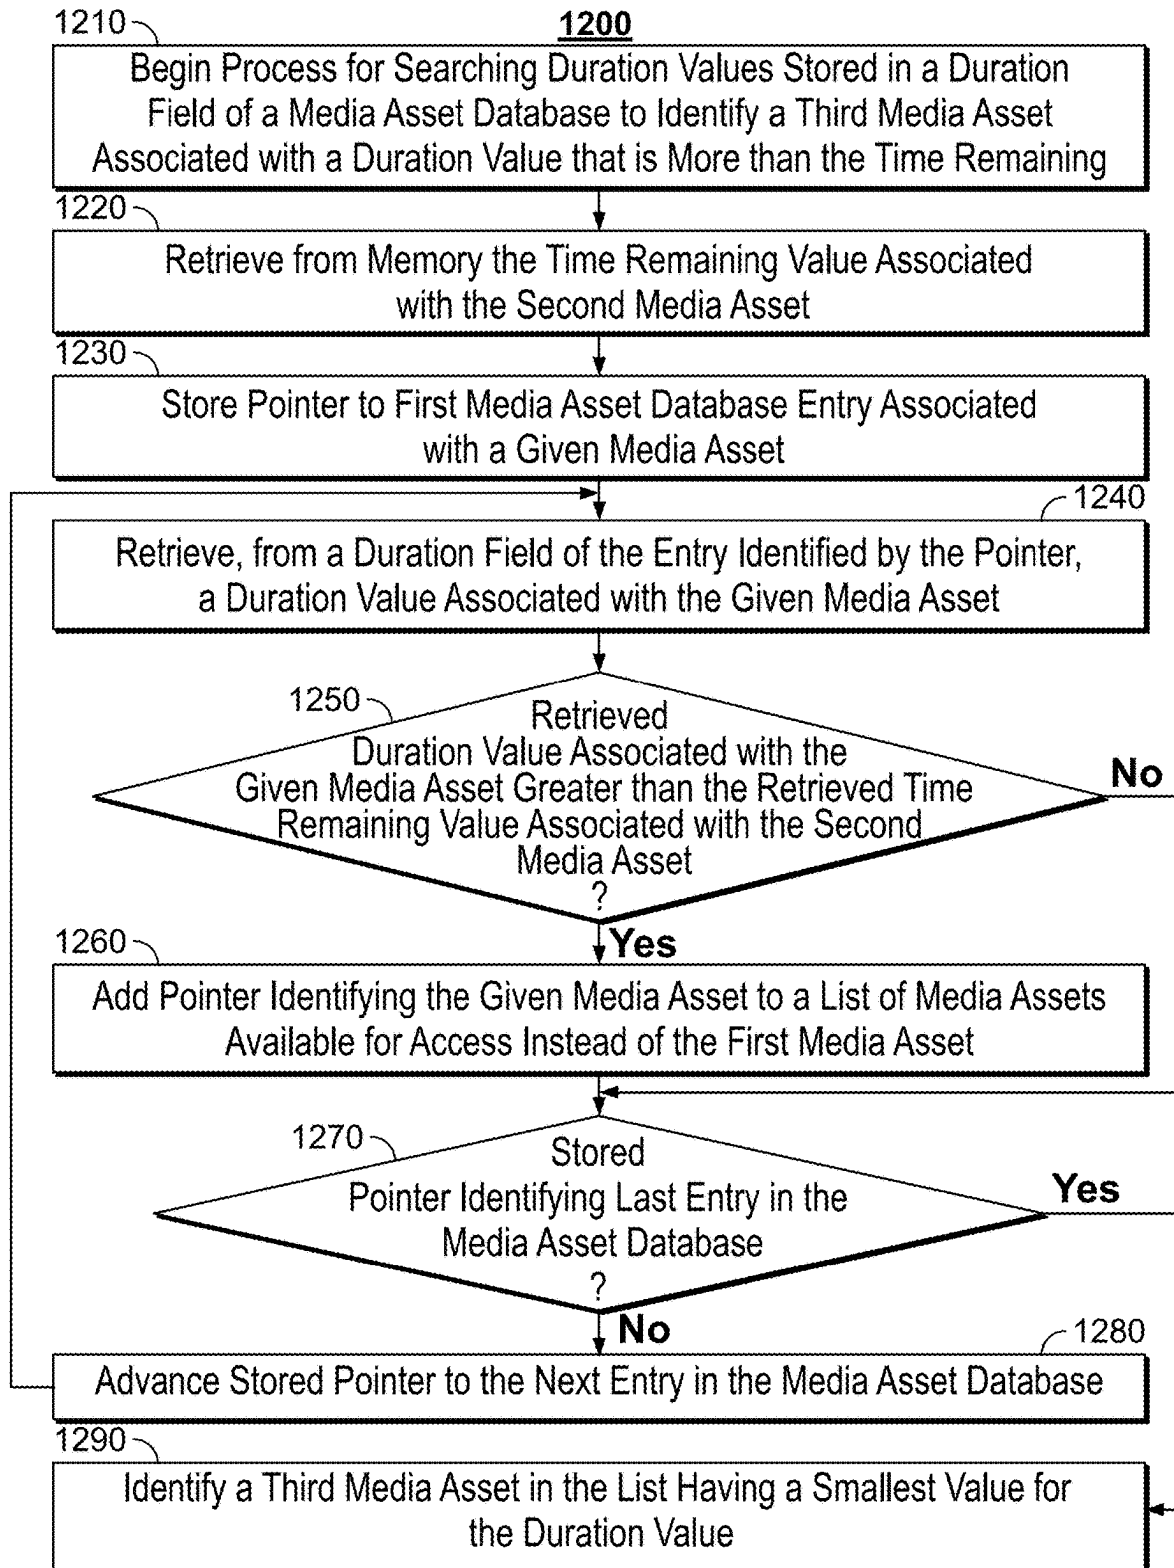 1200
1210
Begin Process for Searching Duration Values Stored in a Duration
Field of a Media Asset Database to Identify a Third Media Asset
Associated with a Duration Value that is More than the Time Remaining
1220
Retrieve from Memory the Time Remaining Value Associated
with the Second Media Asset
1230
Store Pointer to First Media Asset Database Entry Associated
with a Given Media Asset
1240
Retrieve, from a Duration Field of the Entry Identified by the Pointer,
a Duration Value Associated with the Given Media Asset
1250
Retrieved
Duration Value Associated with the
Given Media Asset Greater than the Retrieved Time
Remaining Value Associated with the Second
Media Asset
?
No
Yes
1260
Add Pointer Identifying the Given Media Asset to a List of Media Assets
Available for Access Instead of the First Media Asset
1270
Stored
Pointer Identifying Last Entry in the
Media Asset Database
?
Yes
No
1280
Advance Stored Pointer to the Next Entry in the Media Asset Database
1290
Identify a Third Media Asset in the List Having a Smallest Value for
the Duration Value